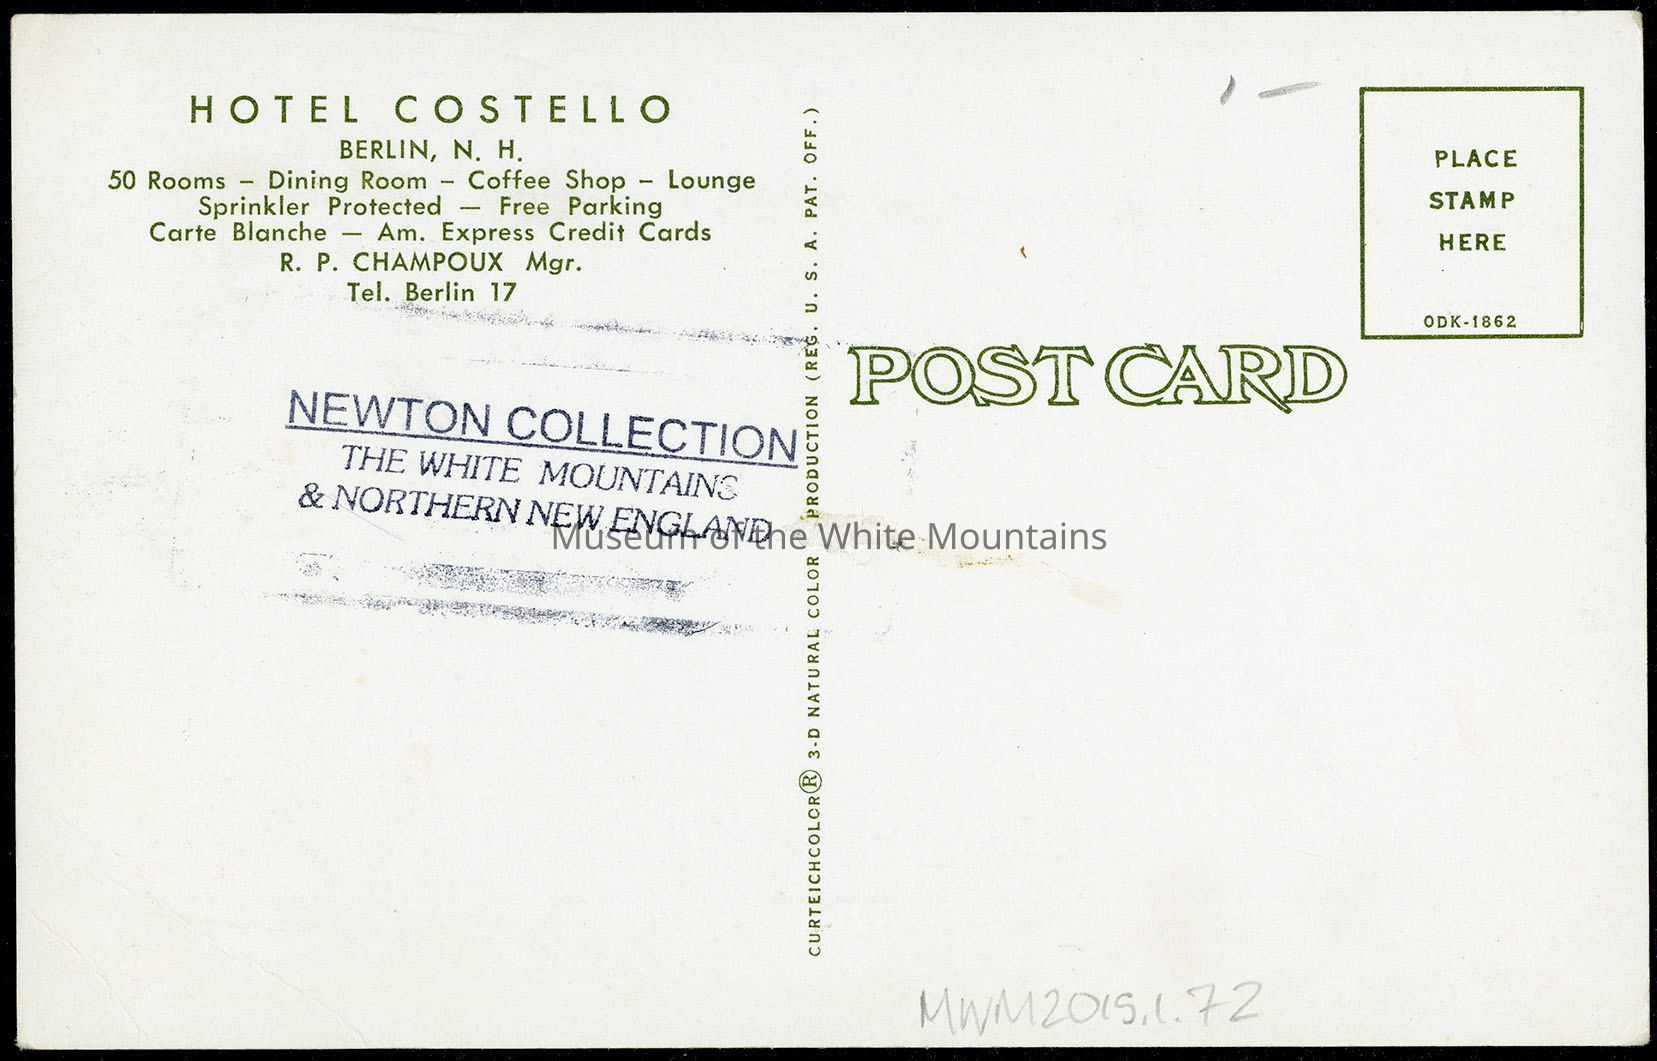 HOTEL COSTELLO
BERLIN, N. H.
50 Rooms – Dining Room – Coffee Shop – Lounge
Sprinkler Protected — Free Parking
Carte Blanche — Am. Express Credit Cards
R. P. CHAMPOUX Mgr.
Tel. Berlin 17
NEWTON COLLECTION
THE WHITE MOUNTAINS
& NORTHERN NEW ENGLAND
Museum of the White Mountains
CURTEICHCOLOR® 3-D NATURAL COLOR PRODUCTION (REG. U. S. A. PAT. OFF.)
POST CARD
PLACE
STAMP
HERE
ODK-1862
MWM2015.1.72